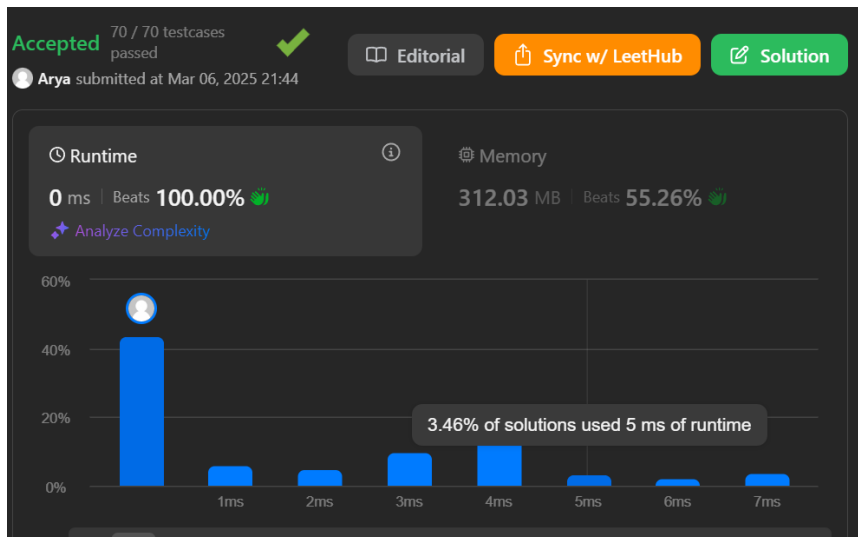 Accepted 70 / 70 testcases passed
Editorial
Sync w/ LeetHub
Solution
Arya submitted at Mar 06, 2025 21:44
Runtime
0 ms Beats 100.00%
Analyze Complexity
Memory
312.03 MB Beats 55.26%
60%
40%
20%
0%
3.46% of solutions used 5 ms of runtime
1ms 2ms 3ms 4ms 5ms 6ms 7ms